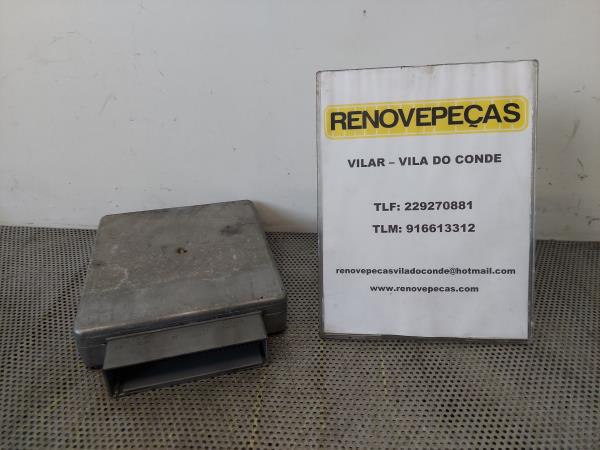 RENOVEPEÇAS
VILAR – VILA DO CONDE
TLF: 229270881
TLM: 916613312
renovepecasviladoconde@hotmail.com
www.renovepecas.com